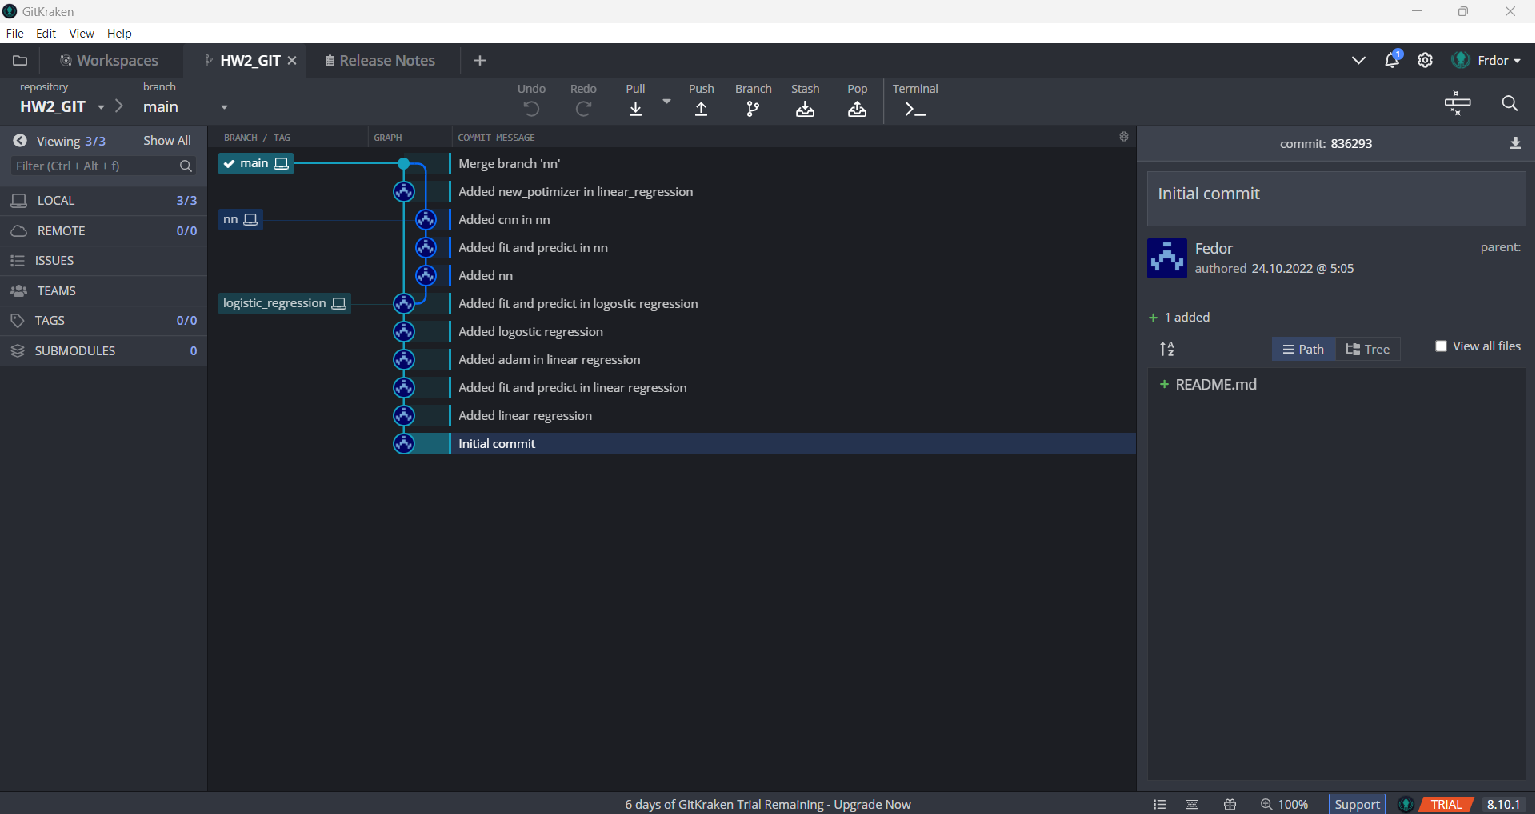 GitKraken
File Edit View Help
Workspaces HW2_GIT Release Notes Frdor
1
repository branch
HW2_GIT main
Undo Redo Pull Push Branch Stash Pop Terminal
Viewing 3/3 Show All
Filter (Ctrl + Alt + f)
LOCAL 3/3
REMOTE 0/0
ISSUES
TEAMS
TAGS 0/0
SUBMODULES 0
BRANCH / TAG GRAPH COMMIT MESSAGE
main Merge branch 'nn'
Added new_potimizer in linear_regression
nn Added cnn in nn
Added fit and predict in nn
Added nn
logistic_regression Added fit and predict in logostic regression
Added logostic regression
Added adam in linear regression
Added fit and predict in linear regression
Added linear regression
Initial commit
commit: 836293
Initial commit
Fedor parent:
authored 24.10.2022 @ 5:05
+ 1 added
Path Tree View all files
+ README.md
6 days of GitKraken Trial Remaining - Upgrade Now 100% Support TRIAL 8.10.1